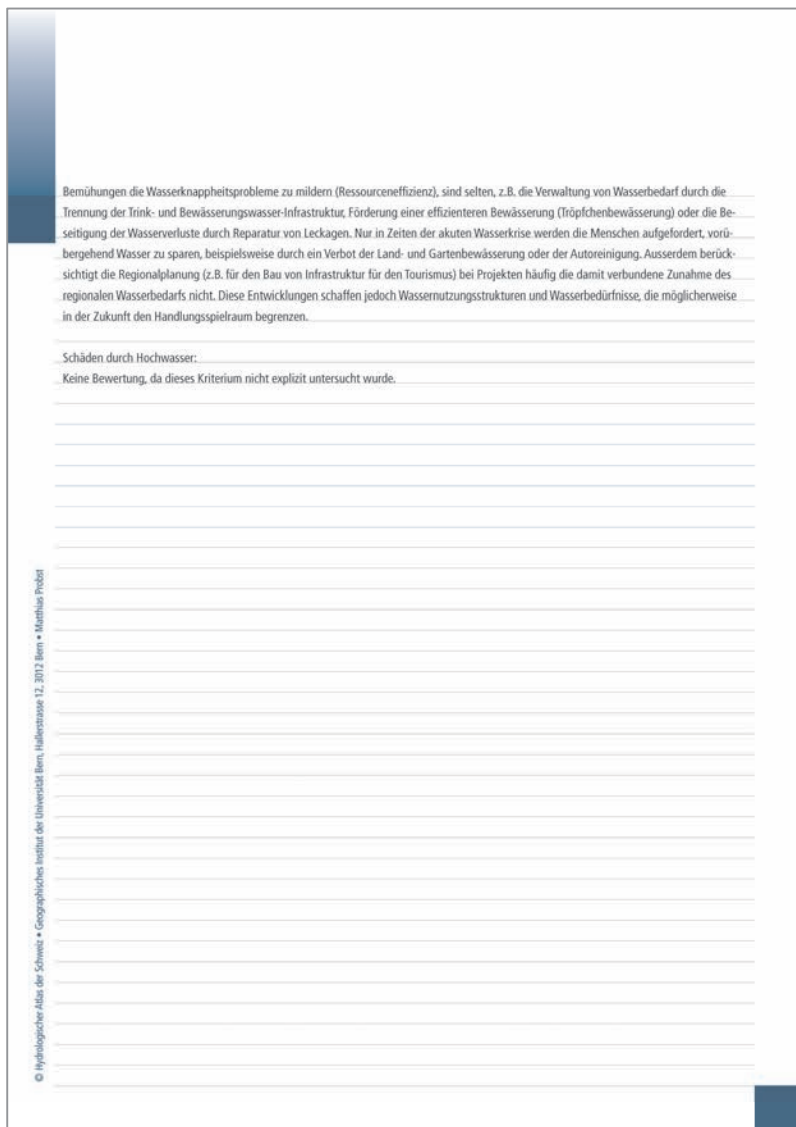 Bemühungen die Wasserknappheitsprobleme zu mildern (Ressourceneffizienz), sind selten, z.B. die Verwaltung von Wasserbedarf durch die
Trennung der Trink- und Bewässerungswasser-Infrastruktur, Förderung einer effizienteren Bewässerung (Tröpfchenbewässerung) oder die Be-
seitigung der Wasserverluste durch Reparatur von Leckagen. Nur in Zeiten der akuten Wasserkrise werden die Menschen aufgefordert, vorü-
bergehend Wasser zu sparen, beispielsweise durch ein Verbot der Land- und Gartenbewässerung oder der Autoreinigung. Ausserdem berück-
sichtigt die Regionalplanung (z.B. für den Bau von Infrastruktur für den Tourismus) bei Projekten häufig die damit verbundene Zunahme des
regionalen Wasserbedarfs nicht. Diese Entwicklungen schaffen jedoch Wassernutzungsstrukturen und Wasserbedürfnisse, die möglicherweise
in der Zukunft den Handlungsspielraum begrenzen.
Schäden durch Hochwasser:
Keine Bewertung, da dieses Kriterium nicht explizit untersucht wurde.
© Hydrologischer Atlas der Schweiz • Geographisches Institut der Universität Bern, Hallerstrasse 12, 3012 Bern • Matthias Probst